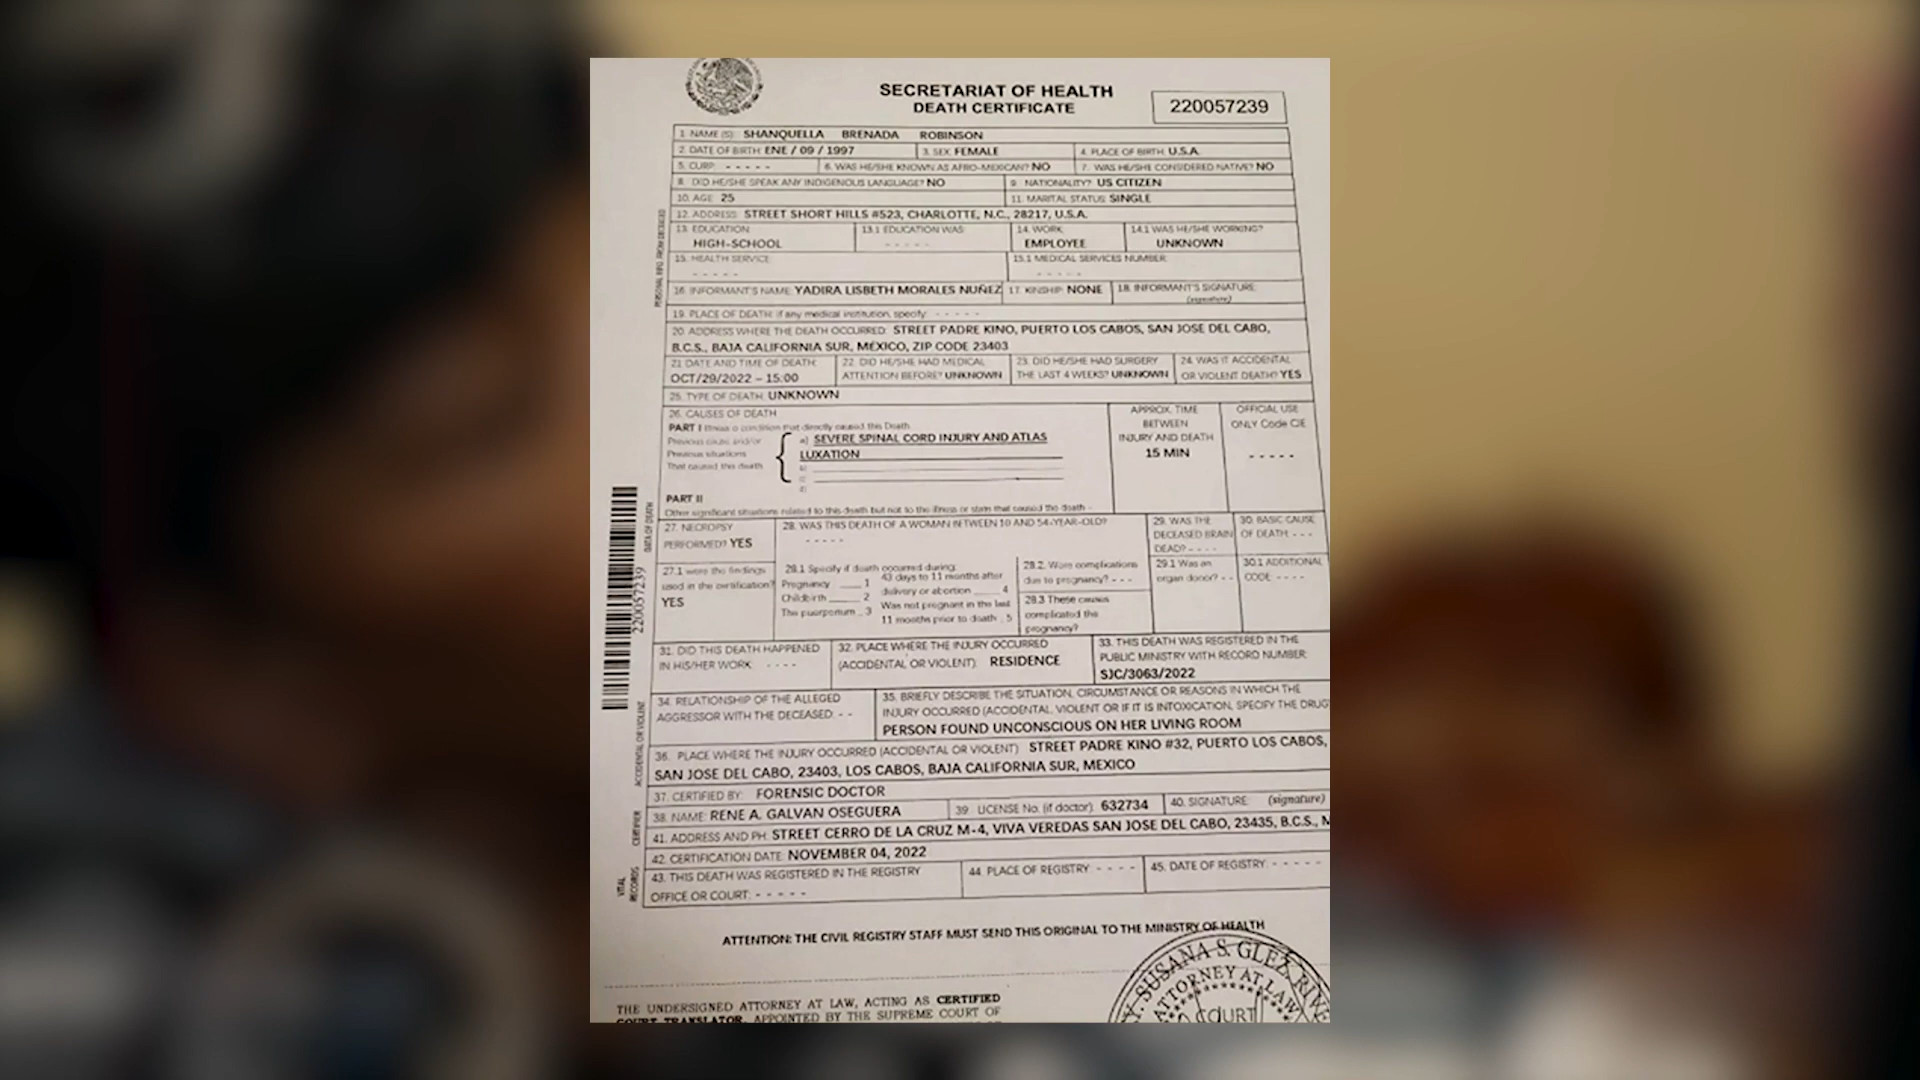 SECRETARIAT OF HEALTH
DEATH CERTIFICATE
220057239
1 NAME (S): SHANQUELLA BRENADA ROBINSON
2. DATE OF BIRTH: ENE / 09 / 1997 3. SEX: FEMALE 4. PLACE OF BIRTH: U.S.A.
5. CURP: - - - - - 6. WAS HE/SHE KNOWN AS AFRO-MEXICAN? NO 7. WAS HE/SHE CONSIDERED NATIVE? NO
8. DID HE/SHE SPEAK ANY INDIGENOUS LANGUAGE? NO 9. NATIONALITY? US CITIZEN
10. AGE: 25 11. MARITAL STATUS: SINGLE
12. ADDRESS: STREET SHORT HILLS #523, CHARLOTTE, N.C., 28217, U.S.A.
13. EDUCATION: 13.1 EDUCATION WAS: 14. WORK: 14.1 WAS HE/SHE WORKING?
HIGH-SCHOOL - - - - - EMPLOYEE UNKNOWN
15. HEALTH SERVICE: 15.1 MEDICAL SERVICES NUMBER:
- - - - - - - - - -
16. INFORMANT'S NAME: YADIRA LISBETH MORALES NUÑEZ 17. KINSHIP: NONE 18. INFORMANT'S SIGNATURE:
(signature)
19. PLACE OF DEATH: if any medical institution, specify: - - - - -
20. ADDRESS WHERE THE DEATH OCCURRED: STREET PADRE KINO, PUERTO LOS CABOS, SAN JOSE DEL CABO,
B.C.S., BAJA CALIFORNIA SUR, MEXICO, ZIP CODE 23403
21. DATE AND TIME OF DEATH: 22. DID HE/SHE HAD MEDICAL 23. DID HE/SHE HAD SURGERY 24. WAS IT ACCIDENTAL
OCT/29/2022 – 15:00 ATTENTION BEFORE? UNKNOWN THE LAST 4 WEEKS? UNKNOWN OR VIOLENT DEATH? YES
25. TYPE OF DEATH: UNKNOWN
26. CAUSES OF DEATH APPROX. TIME OFFICIAL USE
PART I that directly caused this Death BETWEEN ONLY Code CIE
Previous cause and/or a) SEVERE SPINAL CORD INJURY AND ATLAS INJURY AND DEATH
Previous situations LUXATION 15 MIN - - - - -
That caused this death b)
c)
d)
PART II
Other significant situations related to this death but not to the illness or state that caused the death -
27. NECROPSY 28. WAS THIS DEATH OF A WOMAN BETWEEN 10 AND 54-YEAR-OLD? 29. WAS THE 30. BASIC CAUSE
PERFORMED? YES - - - - - DECEASED BRAIN OF DEATH: - - -
DEAD? - - - -
27.1 were the findings 28.1 Specify if death occurred during: 28.2. Were complications 29.1 Was an 30.1 ADDITIONAL
used in the certification? Pregnancy ____ 1 43 days to 11 months after due to pregnancy? - - - organ donor? - - CODE: - - - -
YES Childbirth ____ 2 delivery or abortion ____ 4 28.3 These causes
The puerperium . 3 Was not pregnant in the last complicated the
11 months prior to death . 5 pregnancy?
31. DID THIS DEATH HAPPENED 32. PLACE WHERE THE INJURY OCCURRED 33. THIS DEATH WAS REGISTERED IN THE
IN HIS/HER WORK - - - - (ACCIDENTAL OR VIOLENT): RESIDENCE PUBLIC MINISTRY WITH RECORD NUMBER:
SJC/3063/2022
34. RELATIONSHIP OF THE ALLEGED 35. BRIEFLY DESCRIBE THE SITUATION, CIRCUMSTANCE OR REASONS IN WHICH THE
AGGRESSOR WITH THE DECEASED: - - INJURY OCCURRED (ACCIDENTAL, VIOLENT OR IF IT IS INTOXICATION, SPECIFY THE DRUG
PERSON FOUND UNCONSCIOUS ON HER LIVING ROOM
36. PLACE WHERE THE INJURY OCCURRED (ACCIDENTAL OR VIOLENT) STREET PADRE KINO #32, PUERTO LOS CABOS,
SAN JOSE DEL CABO, 23403, LOS CABOS, BAJA CALIFORNIA SUR, MEXICO
37. CERTIFIED BY: FORENSIC DOCTOR
38. NAME: RENE A. GALVAN OSEGUERA 39. LICENSE No. (if doctor): 632734 40. SIGNATURE: (signature)
41. ADDRESS AND PH: STREET CERRO DE LA CRUZ M-4, VIVA VEREDAS SAN JOSE DEL CABO, 23435, B.C.S., M
42. CERTIFICATION DATE: NOVEMBER 04, 2022
43. THIS DEATH WAS REGISTERED IN THE REGISTRY 44. PLACE OF REGISTRY - - - - 45. DATE OF REGISTRY: - - - - -
OFFICE OR COURT: - - - - -
PERSONAL INFO. FROM DECEASED
DATA OF DEATH
220057239
ACCIDENTAL OR VIOLENT
CERTIFIER
VITAL
RECORDS
ATTENTION: THE CIVIL REGISTRY STAFF MUST SEND THIS ORIGINAL TO THE MINISTRY OF HEALTH
SUSANA S. GLEZ
ATTORNEY AT LAW
COURT
THE UNDERSIGNED ATTORNEY AT LAW, ACTING AS CERTIFIED
COURT TRANSLATOR, APPOINTED BY THE SUPREME COURT OF